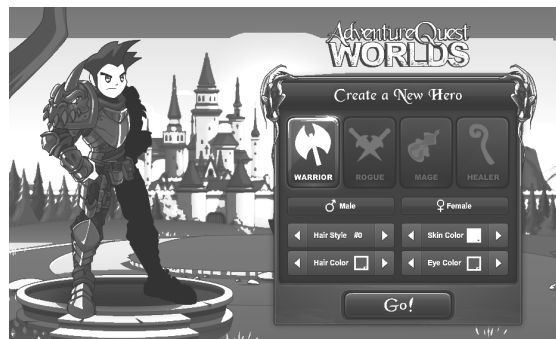 AdventureQuest
WORLDS
Create a New Hero
WARRIOR ROGUE MAGE HEALER
Male Female
Hair Style #0 Skin Color
Hair Color Eye Color
Go!